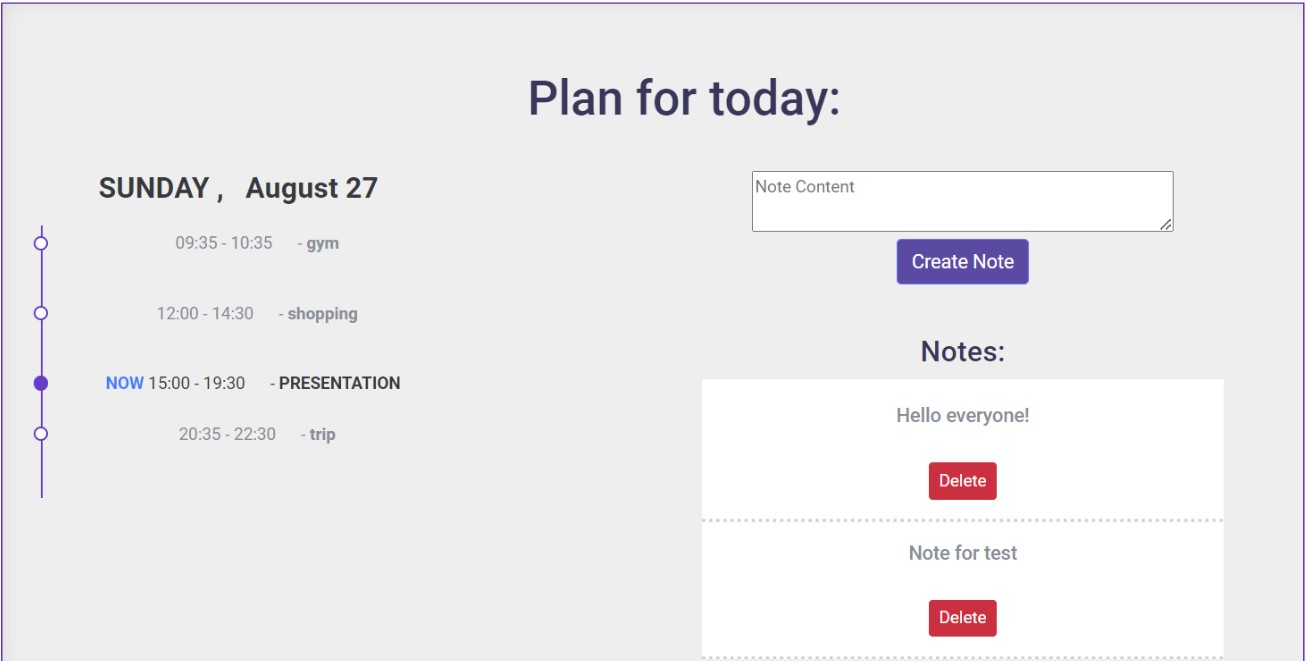 Plan for today:
SUNDAY , August 27
09:35 - 10:35 - gym
12:00 - 14:30 - shopping
NOW 15:00 - 19:30 - PRESENTATION
20:35 - 22:30 - trip
Note Content
Create Note
Notes:
Hello everyone!
Delete
Note for test
Delete